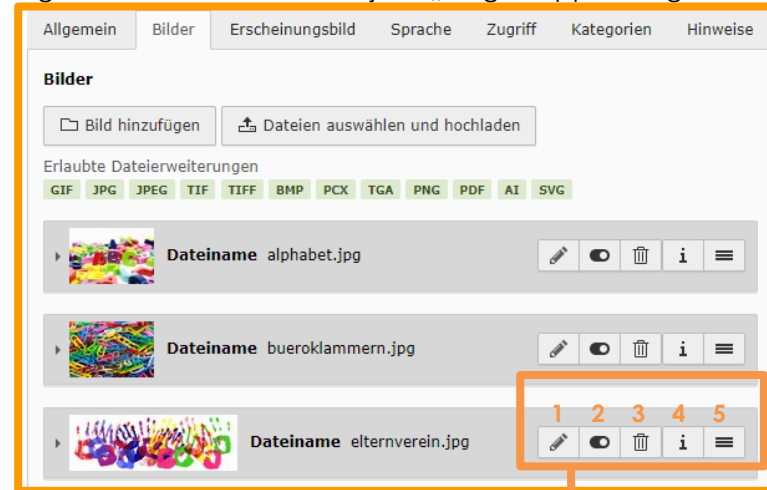 Allgemein Bilder Erscheinungsbild Sprache Zugriff Kategorien Hinweise
Bilder
Bild hinzufügen Dateien auswählen und hochladen
Erlaubte Dateierweiterungen
GIF JPG JPEG TIF TIFF BMP PCX TGA PNG PDF AI SVG
Dateiname alphabet.jpg i
Dateiname bueroklammern.jpg i
1 2 3 4 5
Dateiname elternverein.jpg i